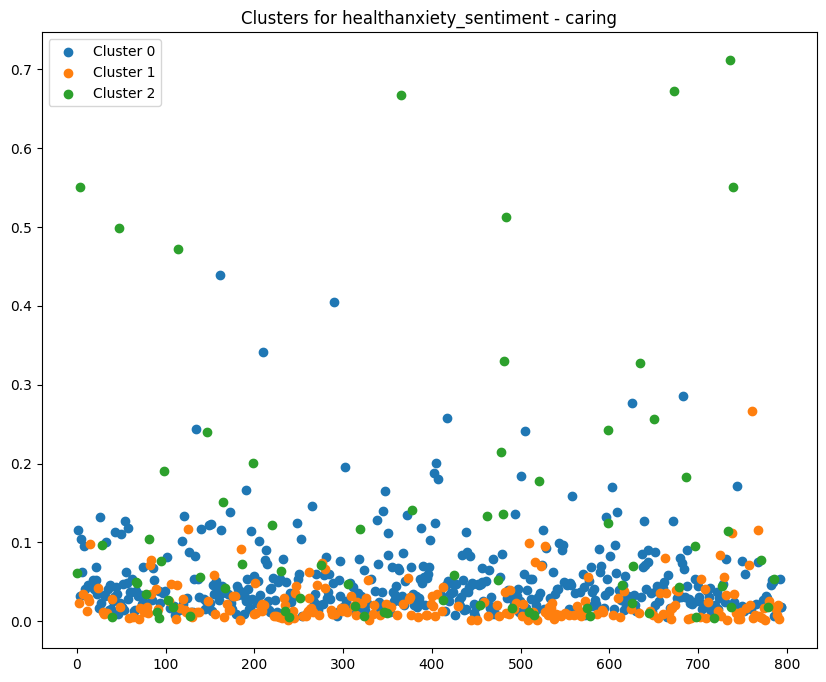 Clusters for healthanxiety_sentiment - caring
Cluster 0
Cluster 1
Cluster 2
0.7
0.6
0.5
0.4
0.3
0.2
0.1
0.0
0 100 200 300 400 500 600 700 800